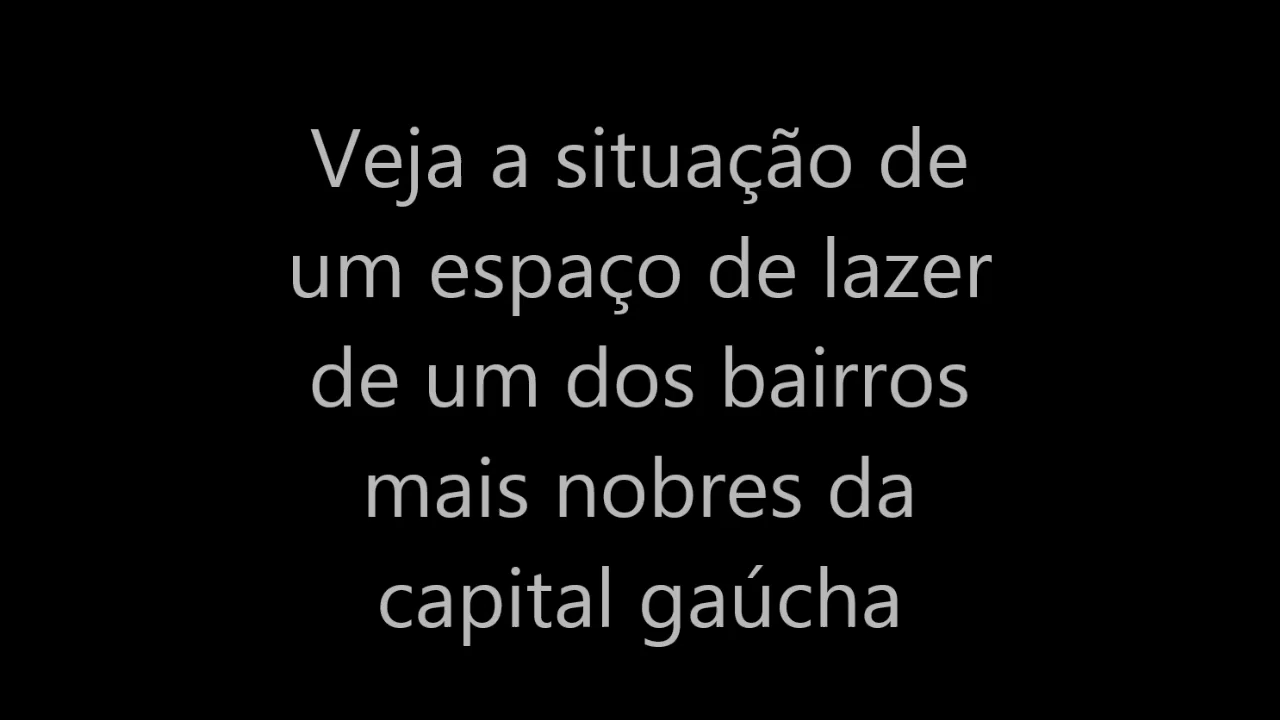 Veja a situação de
um espaço de lazer
de um dos bairros
mais nobres da
capital gaúcha